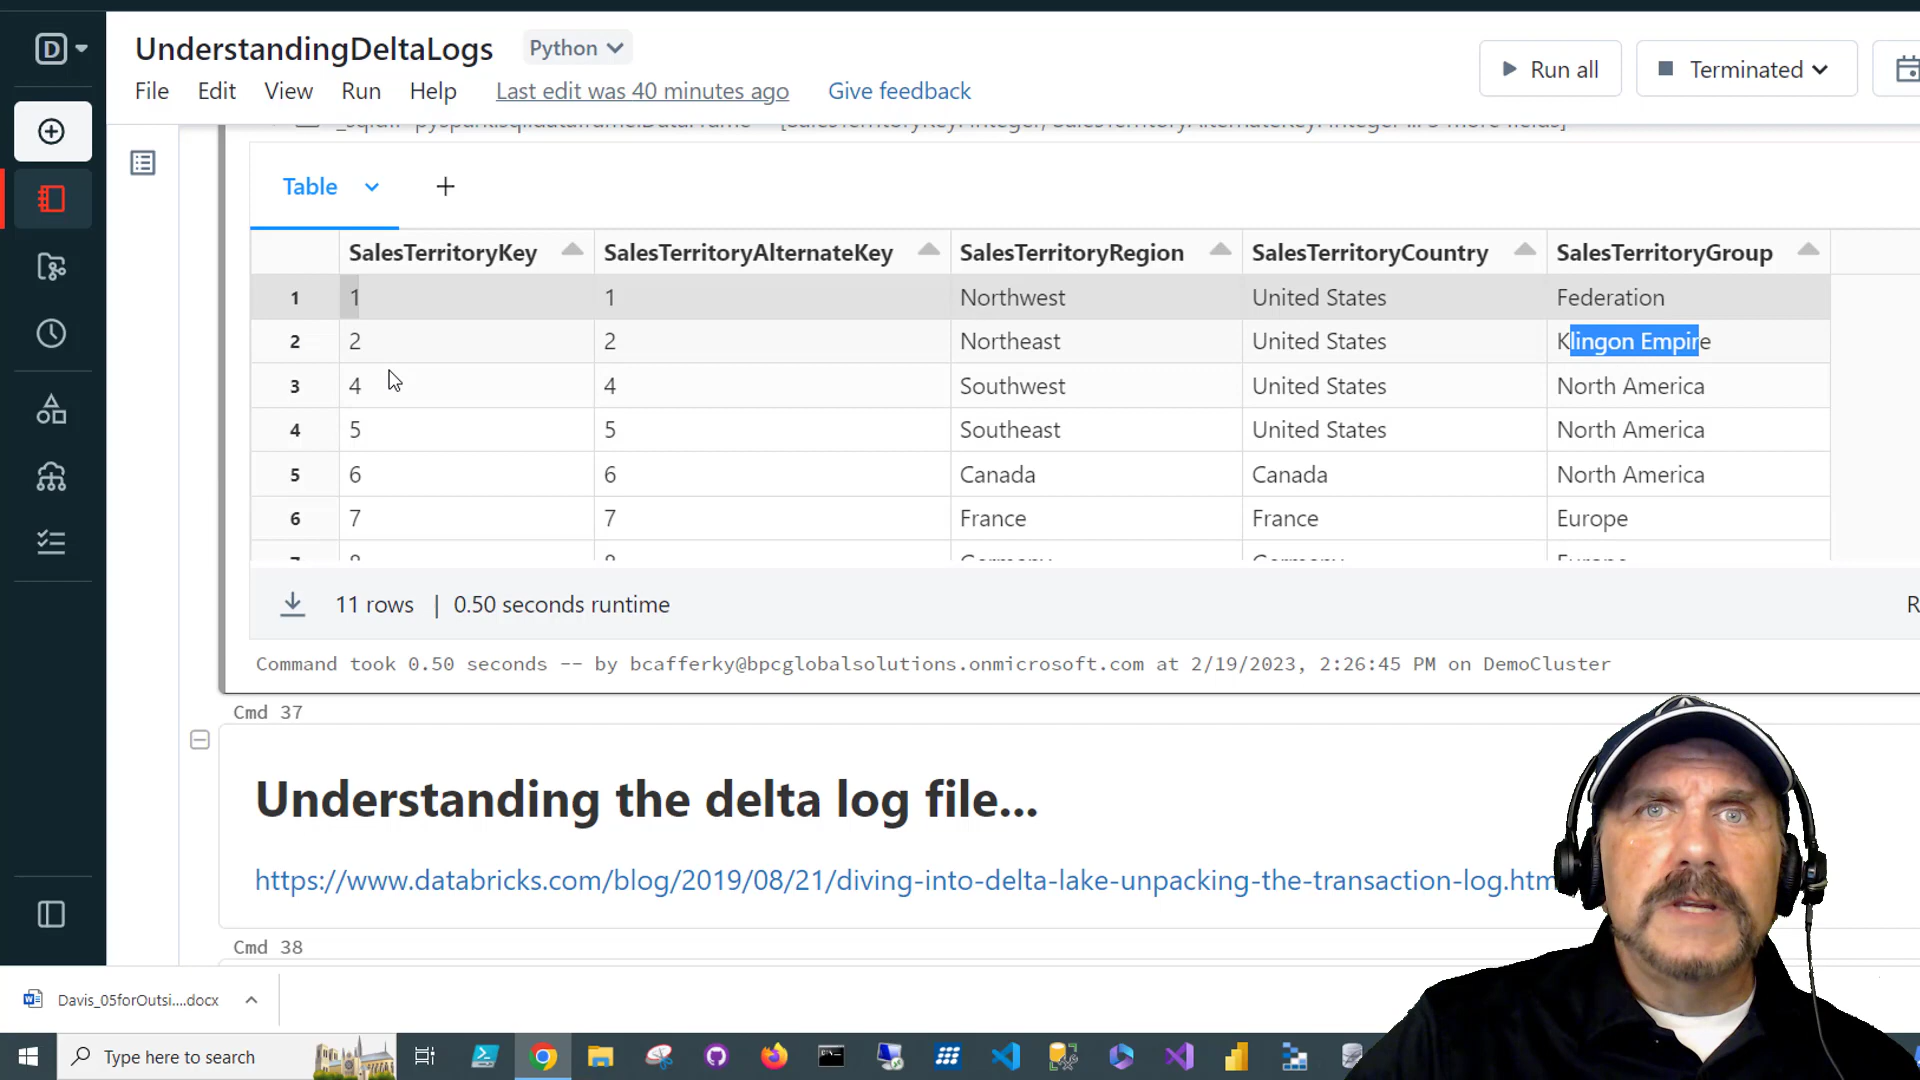 UnderstandingDeltaLogs Python
File Edit View Run Help Last edit was 40 minutes ago Give feedback
Run all Terminated
Table +
SalesTerritoryKey SalesTerritoryAlternateKey SalesTerritoryRegion SalesTerritoryCountry SalesTerritoryGroup
1 1 1 Northwest United States Federation
2 2 2 Northeast United States Klingon Empire
3 4 4 Southwest United States North America
4 5 5 Southeast United States North America
5 6 6 Canada Canada North America
6 7 7 France France Europe
11 rows | 0.50 seconds runtime
Command took 0.50 seconds -- by bcafferky@bpcglobalsolutions.onmicrosoft.com at 2/19/2023, 2:26:45 PM on DemoCluster
Cmd 37
Understanding the delta log file...
https://www.databricks.com/blog/2019/08/21/diving-into-delta-lake-unpacking-the-transaction-log.htm
Cmd 38
Davis_05forOutsi....docx
Type here to search